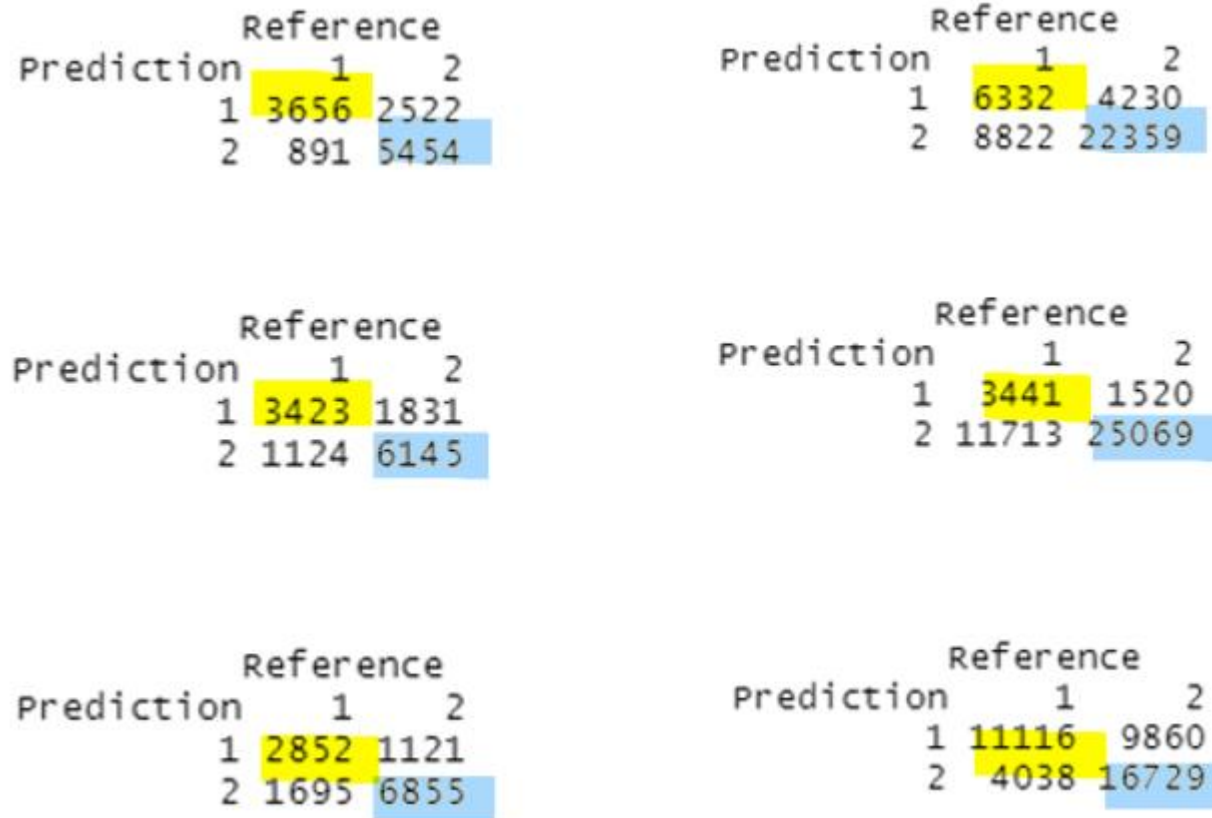 Reference
Prediction 1 2
1 3656 2522
2 891 5454
Reference
Prediction 1 2
1 6332 4230
2 8822 22359
Reference
Prediction 1 2
1 3423 1831
2 1124 6145
Reference
Prediction 1 2
1 3441 1520
2 11713 25069
Reference
Prediction 1 2
1 2852 1121
2 1695 6855
Reference
Prediction 1 2
1 11116 9860
2 4038 16729